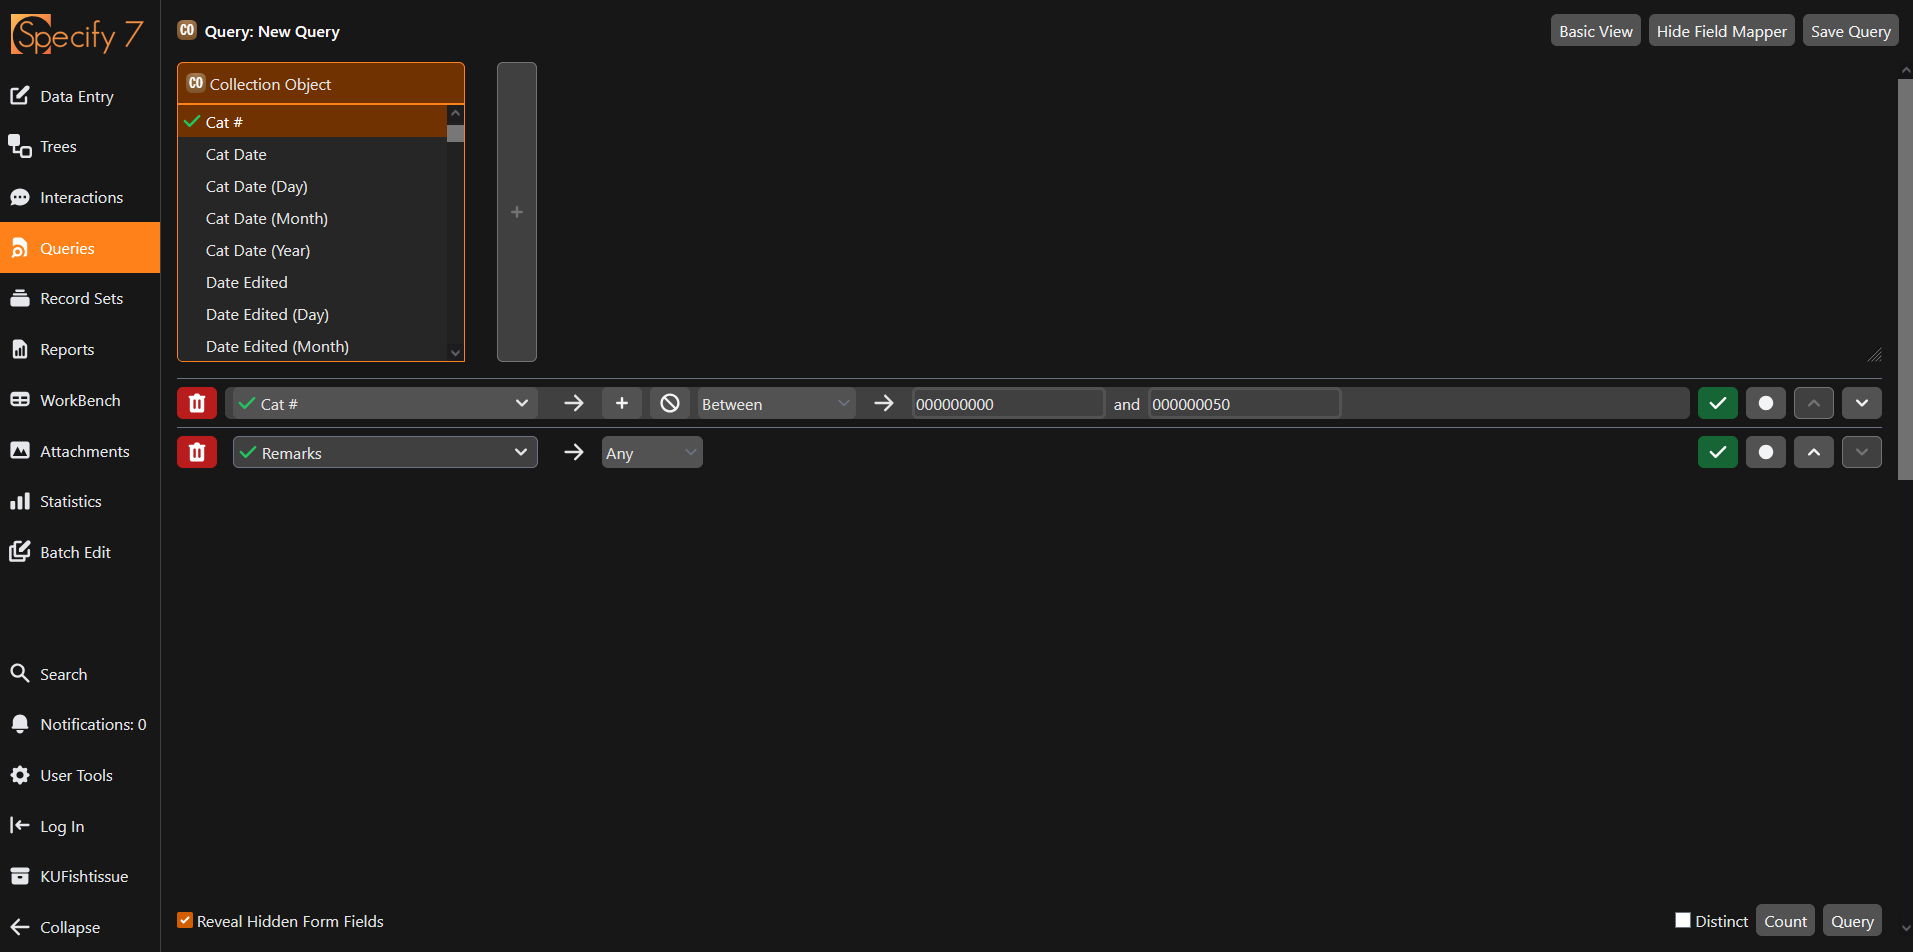 Specify 7
Data Entry
Trees
Interactions
Queries
Record Sets
Reports
WorkBench
Attachments
Statistics
Batch Edit
Search
Notifications: 0
User Tools
Log In
KUFishtissue
Collapse
CO Query: New Query
Basic View
Hide Field Mapper
Save Query
CO Collection Object
Cat #
Cat Date
Cat Date (Day)
Cat Date (Month)
Cat Date (Year)
Date Edited
Date Edited (Day)
Date Edited (Month)
Cat # Between 000000000 and 000000050
Remarks Any
Reveal Hidden Form Fields
Distinct
Count
Query